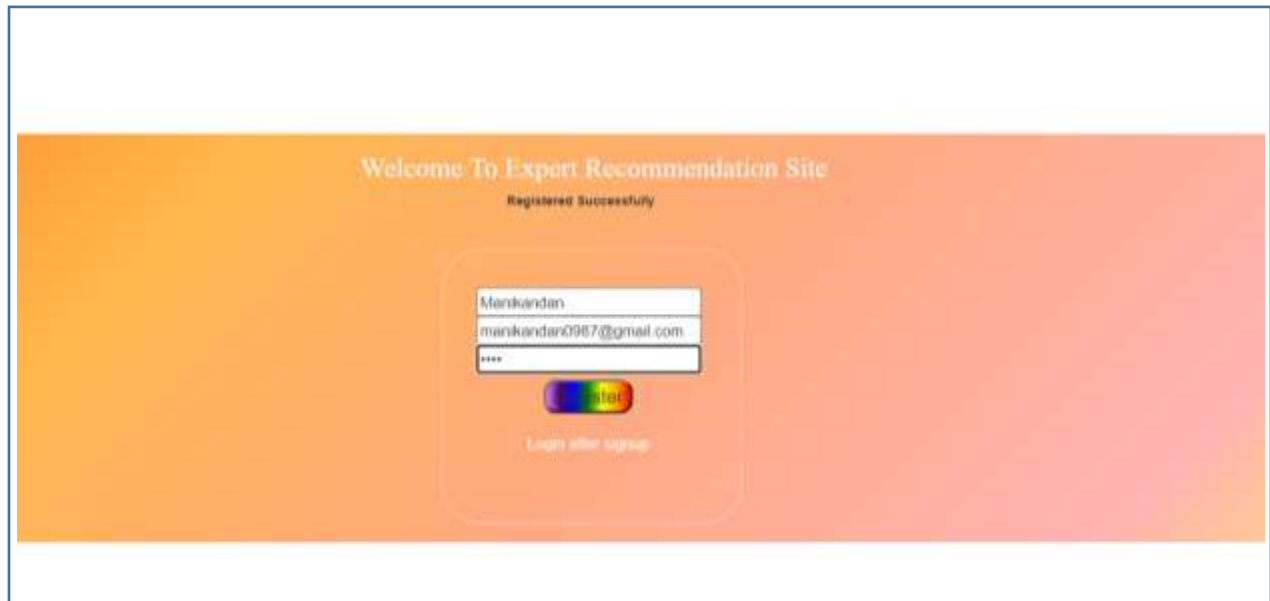 Welcome To Expert Recommendation Site
Registered Successfully
Manikandan
manikandan0987@gmail.com
••••
Login after signup